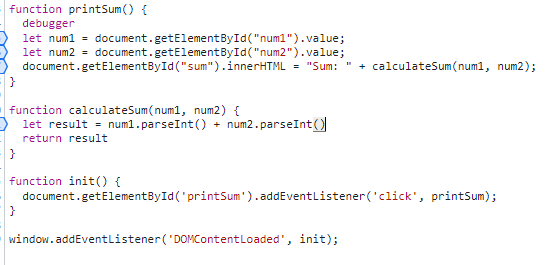 function printSum() {
  debugger
  let num1 = document.getElementById("num1").value;
  let num2 = document.getElementById("num2").value;
  document.getElementById("sum").innerHTML = "Sum: " + calculateSum(num1, num2);
}

function calculateSum(num1, num2) {
  let result = num1.parseInt() + num2.parseInt()
  return result
}

function init() {
  document.getElementById('printSum').addEventListener('click', printSum);
}

window.addEventListener('DOMContentLoaded', init);